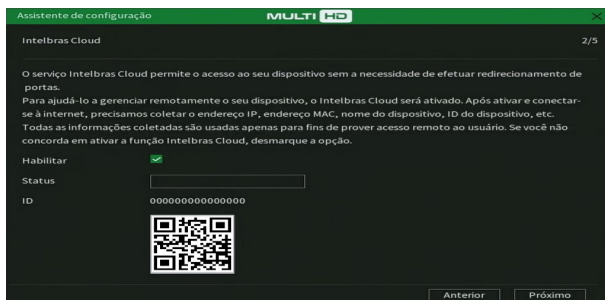 Assistente de configuração
MULTI HD
Intelbras Cloud
2/5
O serviço Intelbras Cloud permite o acesso ao seu dispositivo sem a necessidade de efetuar redirecionamento de
portas.
Para ajudá-lo a gerenciar remotamente o seu dispositivo, o Intelbras Cloud será ativado. Após ativar e conectar-
se à internet, precisamos coletar o endereço IP, endereço MAC, nome do dispositivo, ID do dispositivo, etc.
Todas as informações coletadas são usadas apenas para fins de prover acesso remoto ao usuário. Se você não
concorda em ativar a função Intelbras Cloud, desmarque a opção.
Habilitar
Status
ID 000000000000000
Anterior Próximo